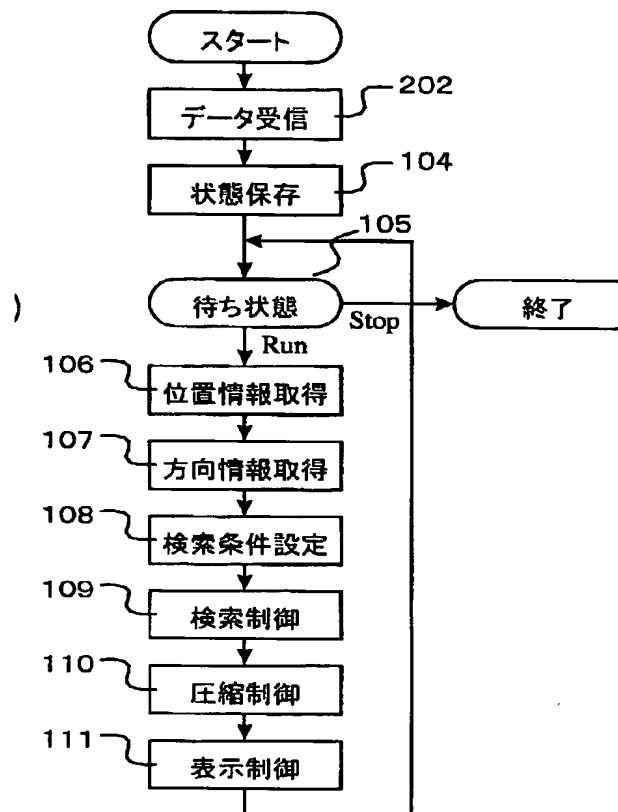 スタート
202
データ受信
104
状態保存
105
)
待ち状態
Stop
終了
Run
106
位置情報取得
107
方向情報取得
108
検索条件設定
109
検索制御
110
圧縮制御
111
表示制御